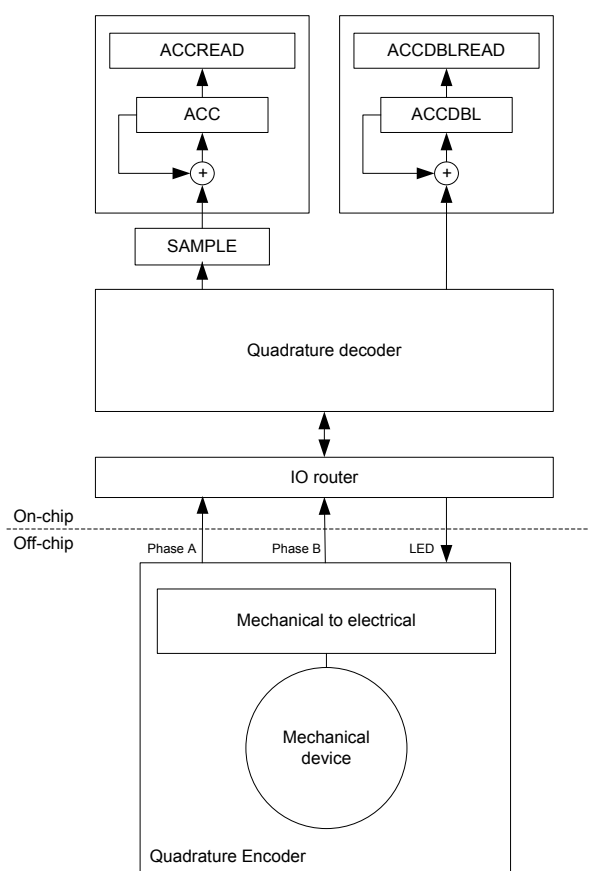 ACCREAD
ACCDBLREAD
ACC
ACCDBL
+
+
SAMPLE
Quadrature decoder
IO router
On-chip
Off-chip
Phase A
Phase B
LED
Mechanical to electrical
Mechanical
device
Quadrature Encoder